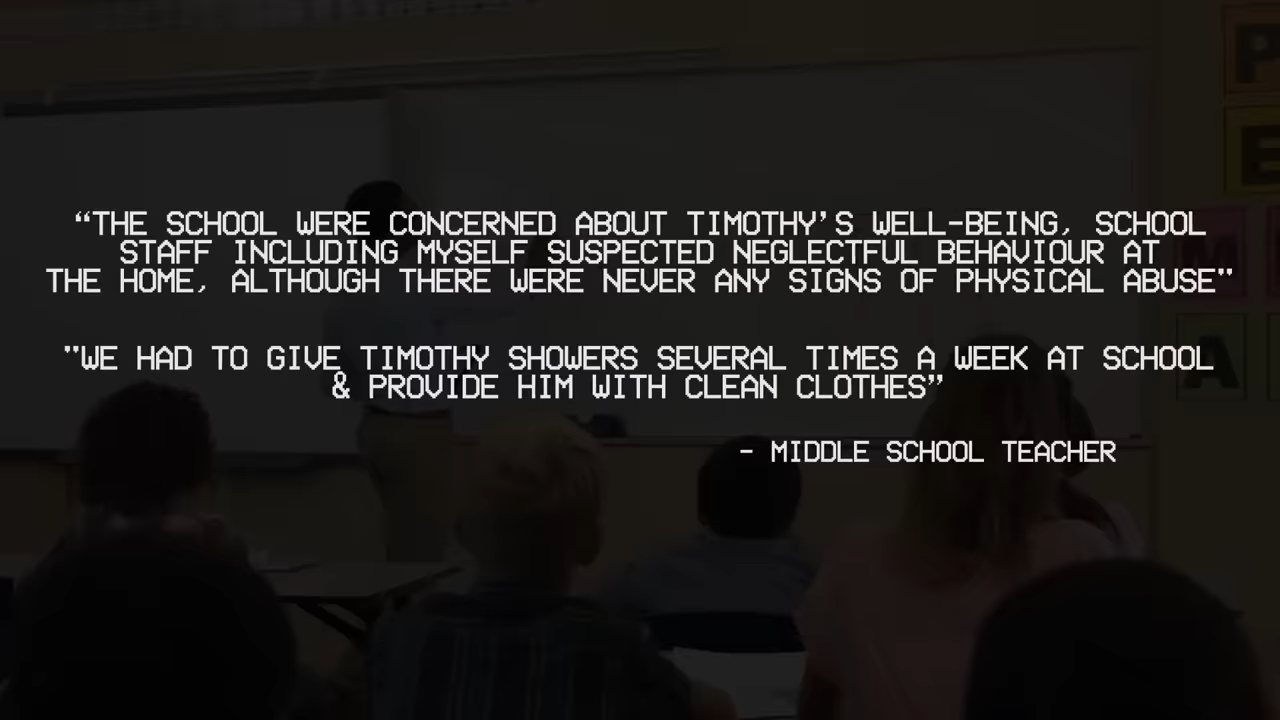 “THE SCHOOL WERE CONCERNED ABOUT TIMOTHY’S WELL-BEING, SCHOOL
STAFF INCLUDING MYSELF SUSPECTED NEGLECTFUL BEHAVIOUR AT
THE HOME, ALTHOUGH THERE WERE NEVER ANY SIGNS OF PHYSICAL ABUSE”
"WE HAD TO GIVE TIMOTHY SHOWERS SEVERAL TIMES A WEEK AT SCHOOL
& PROVIDE HIM WITH CLEAN CLOTHES”
- MIDDLE SCHOOL TEACHER
P
E
M
A